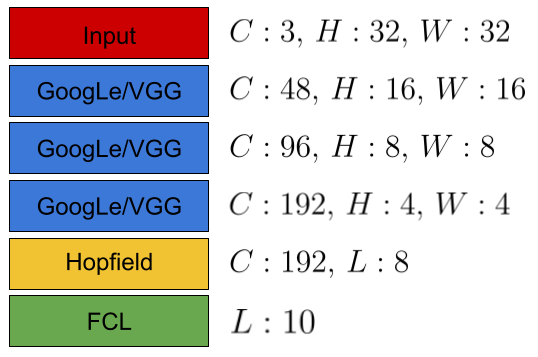 Input C : 3, H : 32, W : 32
GoogLe/VGG C : 48, H : 16, W : 16
GoogLe/VGG C : 96, H : 8, W : 8
GoogLe/VGG C : 192, H : 4, W : 4
Hopfield C : 192, L : 8
FCL L : 10